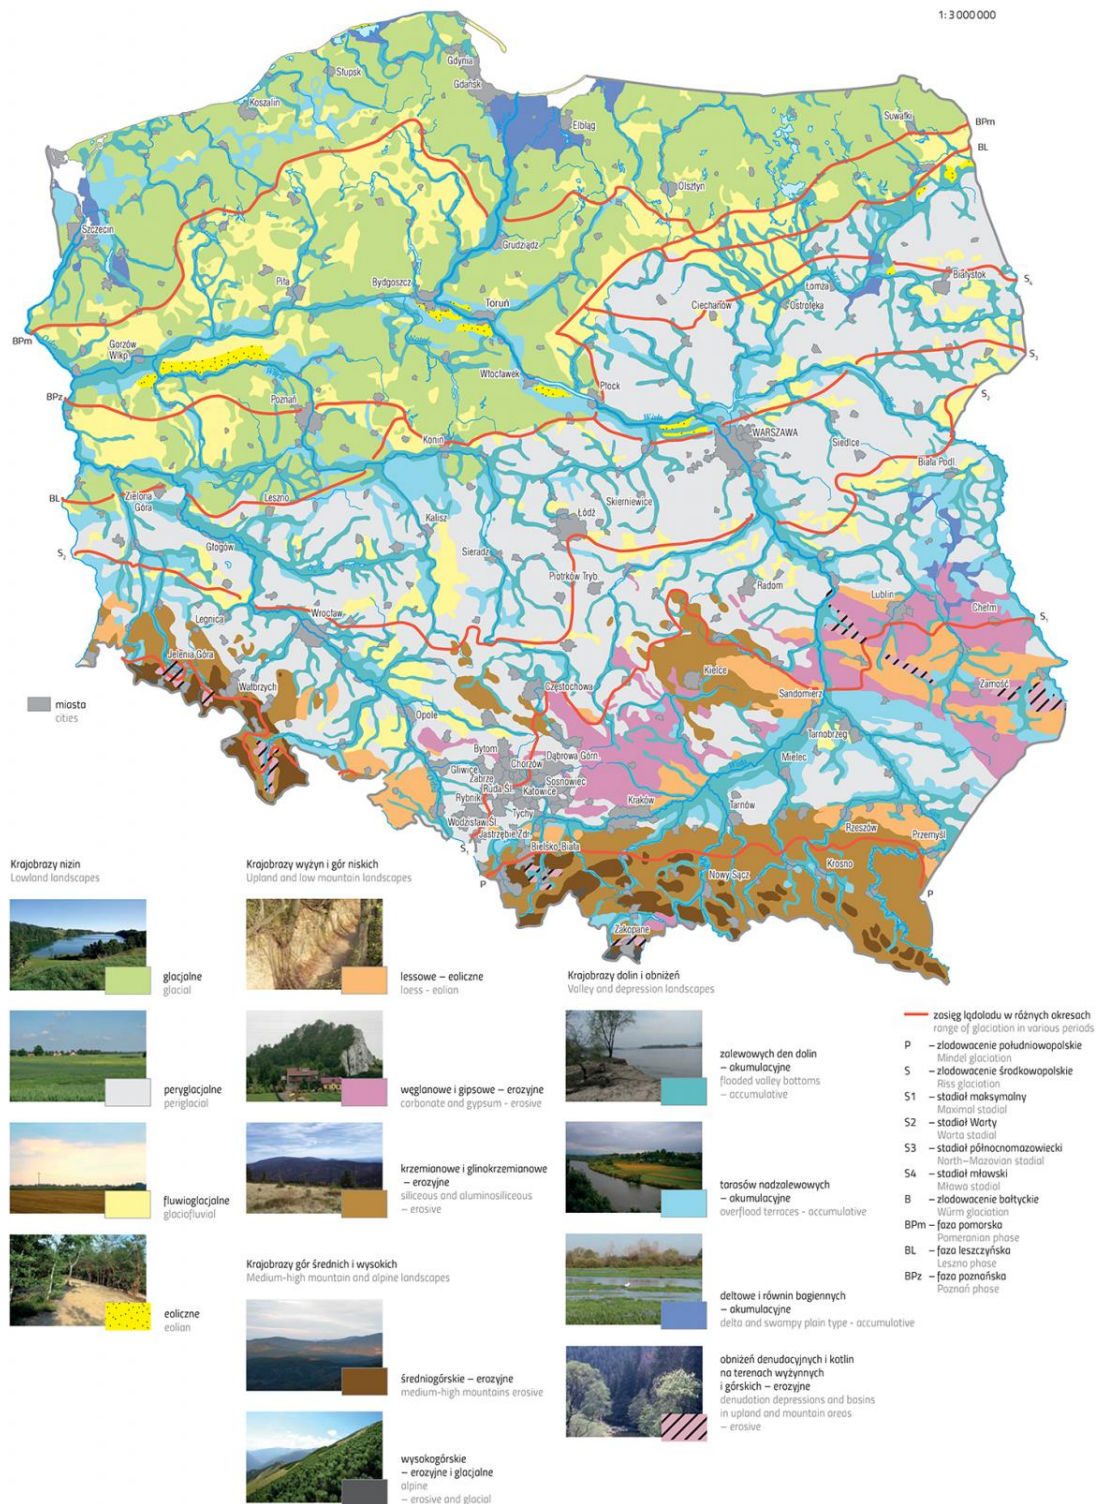 1: 3 000 000
Gdynia
Gdańsk
Słupsk
Koszalin
Elbląg
Suwałki
BPm
BL
Olsztyn
Szczecin
Grudziądz
Piła
Bydgoszcz
Toruń
Łomża
Białystok
Ostrołęka
Ciechanów
S4
BPm
Gorzów
Wlkp
Włocławek
Płock
S3
BPz
Poznań
S2
Konin
WARSZAWA
Siedlce
Biała Podl.
BL
Zielona
Góra
Leszno
Skierniewice
Łódź
Kalisz
S2
Głogów
Sieradz
Piotrków Tryb.
Radom
Lublin
Chełm
S1
Legnica
Wrocław
Jelenia Góra
Wałbrzych
Kielce
Częstochowa
Sandomierz
Zamość
miasta
cities
Opole
Tarnobrzeg
Bytom
Dąbrowa Górn.
Mielec
Gliwice
Chorzów
Zabrze
Sosnowiec
Ruda Śl.
Katowice
Rybnik
Tychy
Kraków
Tarnów
Wodzisław Śl.
Rzeszów
Jastrzębie Zdr.
Przemyśl
S1
Bielsko-Biała
Krosno
P
Nowy Sącz
P
Zakopane
Krajobrazy nizin
Lowland landscapes
glacjalne
glacial
peryglacjalne
periglacial
fluwioglacjalne
glaciofluvial
eoliczne
eolian
Krajobrazy wyżyn i gór niskich
Upland and low mountain landscapes
lessowe – eoliczne
loess - eolian
węglanowe i gipsowe – erozyjne
carbonate and gypsum - erosive
krzemianowe i glinokrzemianowe
– erozyjne
siliceous and aluminosiliceous
– erosive
Krajobrazy gór średnich i wysokich
Medium-high mountain and alpine landscapes
średniogórskie – erozyjne
medium-high mountains erosive
wysokogórskie
– erozyjne i glacjalne
alpine
– erosive and glacial
Krajobrazy dolin i obniżeń
Valley and depression landscapes
zalewowych den dolin
– akumulacyjne
flooded valley bottoms
– accumulative
tarasów nadzalewowych
– akumulacyjne
overflood terraces - accumulative
deltowe i równin bagiennych
– akumulacyjne
delta and swampy plain type - accumulative
obniżeń denudacyjnych i kotlin
na terenach wyżynnych
i górskich – erozyjne
denudation depressions and basins
in upland and mountain areas
– erosive
zasięg lądolodu w różnych okresach
range of glaciation in various periods
P – zlodowacenie południowopolskie
Mindel glaciation
S – zlodowacenie środkowopolskie
Riss glaciation
S1 – stadiał maksymalny
Maximal stadial
S2 – stadiał Warty
Warta stadial
S3 – stadiał północnomazowiecki
North–Mazovian stadial
S4 – stadiał mławski
Mława stadial
B – zlodowacenie bałtyckie
Würm glaciation
BPm – faza pomorska
Pomeranian phase
BL – faza leszczyńska
Leszno phase
BPz – faza poznańska
Poznań phase